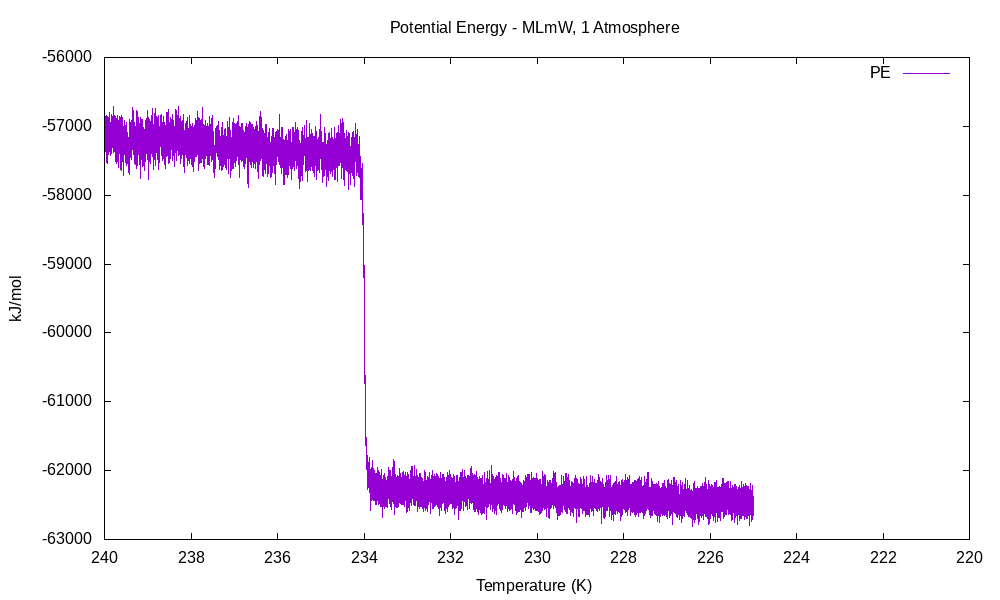 Potential Energy - MLmW, 1 Atmosphere
PE
-56000
-57000
-58000
-59000
-60000
-61000
-62000
-63000
kJ/mol
240 238 236 234 232 230 228 226 224 222 220
Temperature (K)